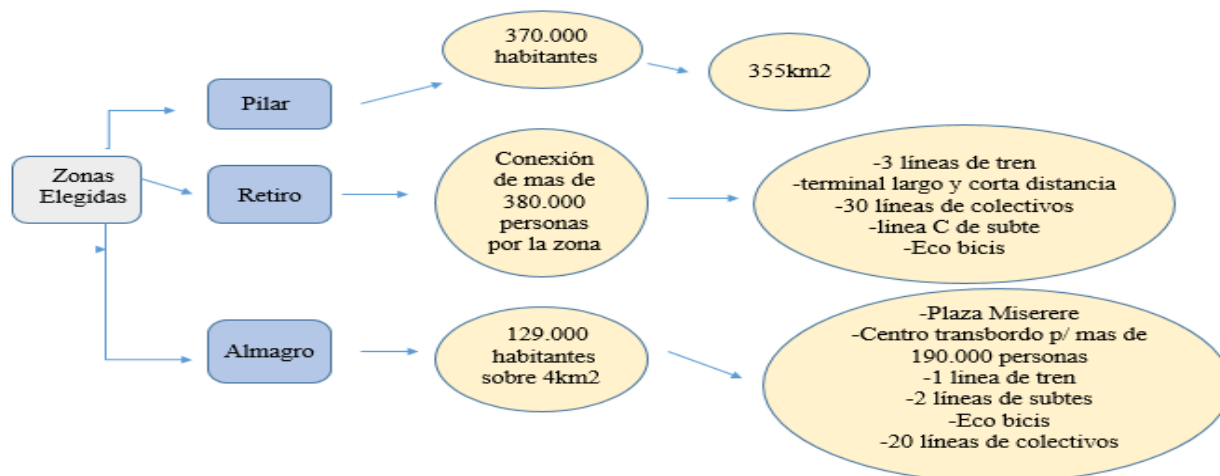 Zonas
Elegidas
Pilar
370.000
habitantes
355km2
Retiro
Conexión
de mas de
380.000
personas
por la zona
-3 líneas de tren
-terminal largo y corta distancia
-30 líneas de colectivos
-linea C de subte
-Eco bicis
Almagro
129.000
habitantes
sobre 4km2
-Plaza Miserere
-Centro transbordo p/ mas de
190.000 personas
-1 linea de tren
-2 líneas de subtes
-Eco bicis
-20 líneas de colectivos